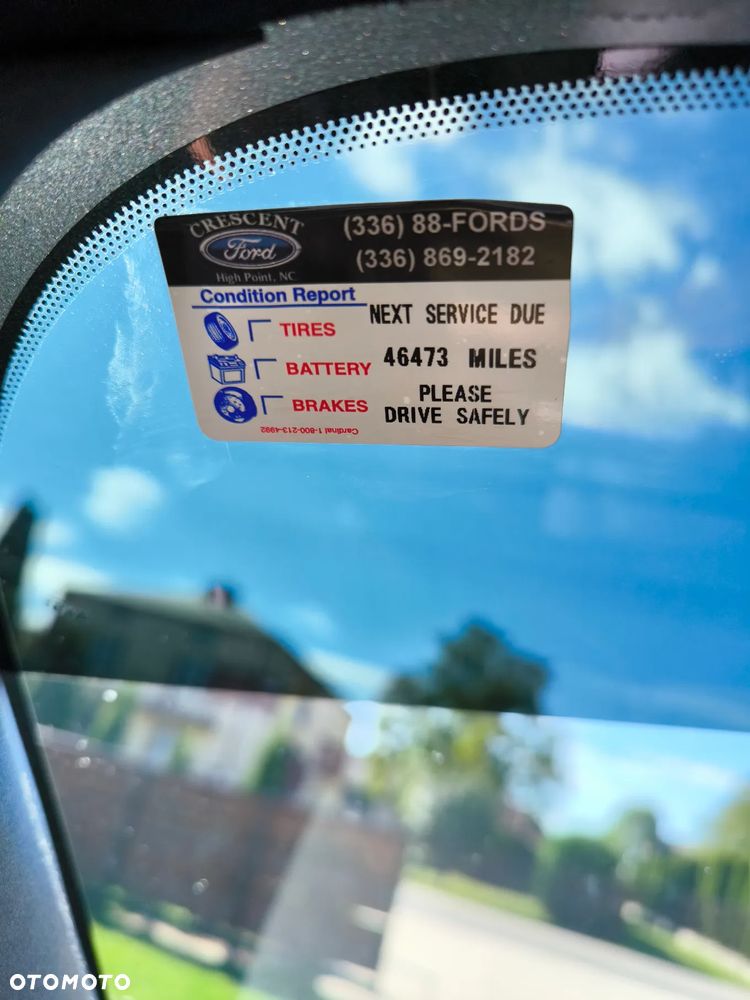 CRESCENT
Ford
High Point, NC
(336) 88-FORDS
(336) 869-2182
Condition Report
TIRES
BATTERY
BRAKES
NEXT SERVICE DUE
46473 MILES
PLEASE
DRIVE SAFELY
Cardinal 1-800-213-4992
OTOMOTO